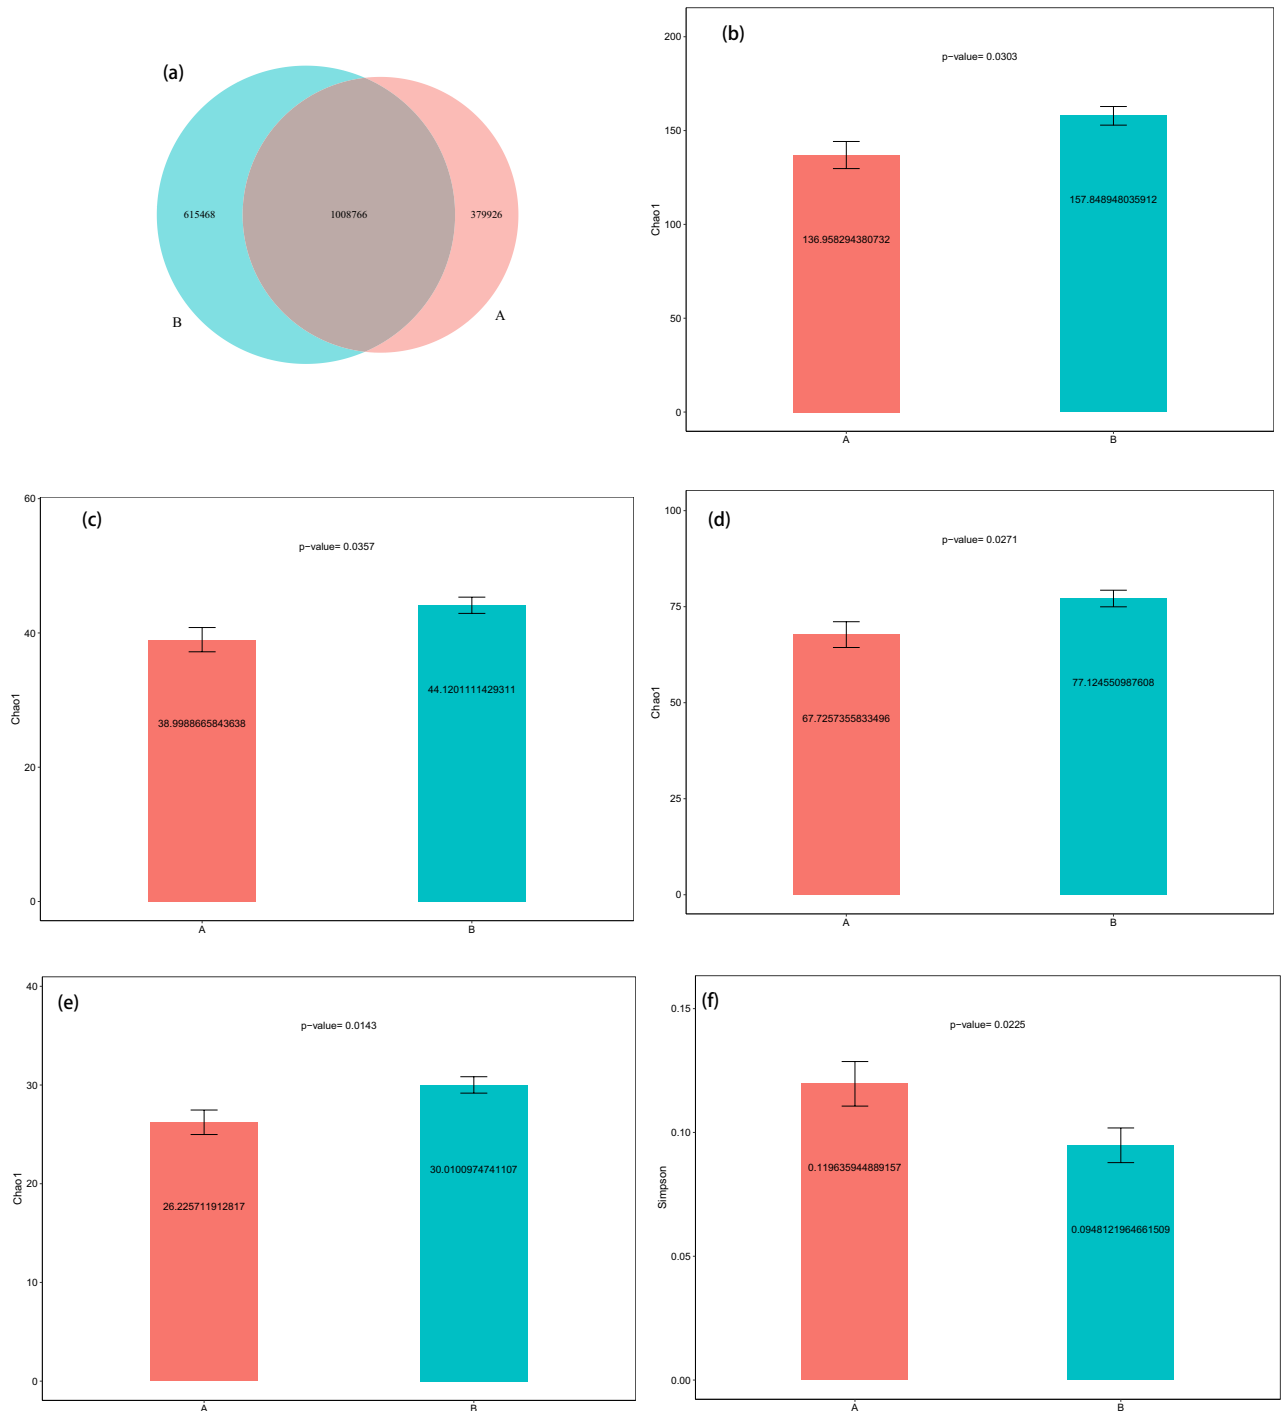 (a)
615468
1008766
379926
B
A
(b)
p-value= 0.0303
200
150
100
50
0
Chao1
136.958294380732
157.848948035912
A
B
(c)
p-value= 0.0357
60
40
20
0
Chao1
38.9988665843638
44.1201111429311
A
B
(d)
p-value= 0.0271
100
75
50
25
0
Chao1
67.7257355833496
77.124550987608
A
B
(e)
p-value= 0.0143
40
30
20
10
0
Chao1
26.225711912817
30.0100974741107
A
B
(f)
p-value= 0.0225
0.15
0.10
0.05
0.00
Simpson
0.119635944889157
0.0948121964661509
A
B